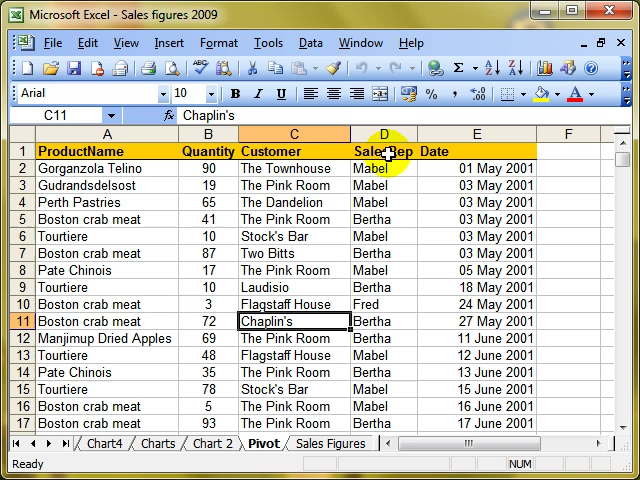 Microsoft Excel - Sales figures 2009
File Edit View Insert Format Tools Data Window Help
Arial 10 B I U % ,
C11 Chaplin's
A B C D E F G
1 ProductName Quantity Customer Sales Rep Date
2 Gorganzola Telino 90 The Townhouse Mabel 01 May 2001
3 Gudrandsdelsost 19 The Pink Room Mabel 03 May 2001
4 Perth Pastries 65 The Dandelion Mabel 03 May 2001
5 Boston crab meat 41 The Pink Room Bertha 03 May 2001
6 Tourtiere 10 Stock's Bar Mabel 03 May 2001
7 Boston crab meat 87 Two Bitts Bertha 03 May 2001
8 Pate Chinois 17 The Pink Room Mabel 05 May 2001
9 Tourtiere 10 Laudisio Bertha 18 May 2001
10 Boston crab meat 3 Flagstaff House Fred 24 May 2001
11 Boston crab meat 72 Chaplin's Bertha 27 May 2001
12 Manjimup Dried Apples 69 The Pink Room Bertha 11 June 2001
13 Tourtiere 48 Flagstaff House Mabel 12 June 2001
14 Pate Chinois 35 The Pink Room Bertha 13 June 2001
15 Tourtiere 78 Stock's Bar Mabel 15 June 2001
16 Boston crab meat 5 The Pink Room Mabel 16 June 2001
17 Boston crab meat 93 The Pink Room Bertha 17 June 2001
Chart4 Charts Chart 2 Pivot Sales Figures
Ready NUM